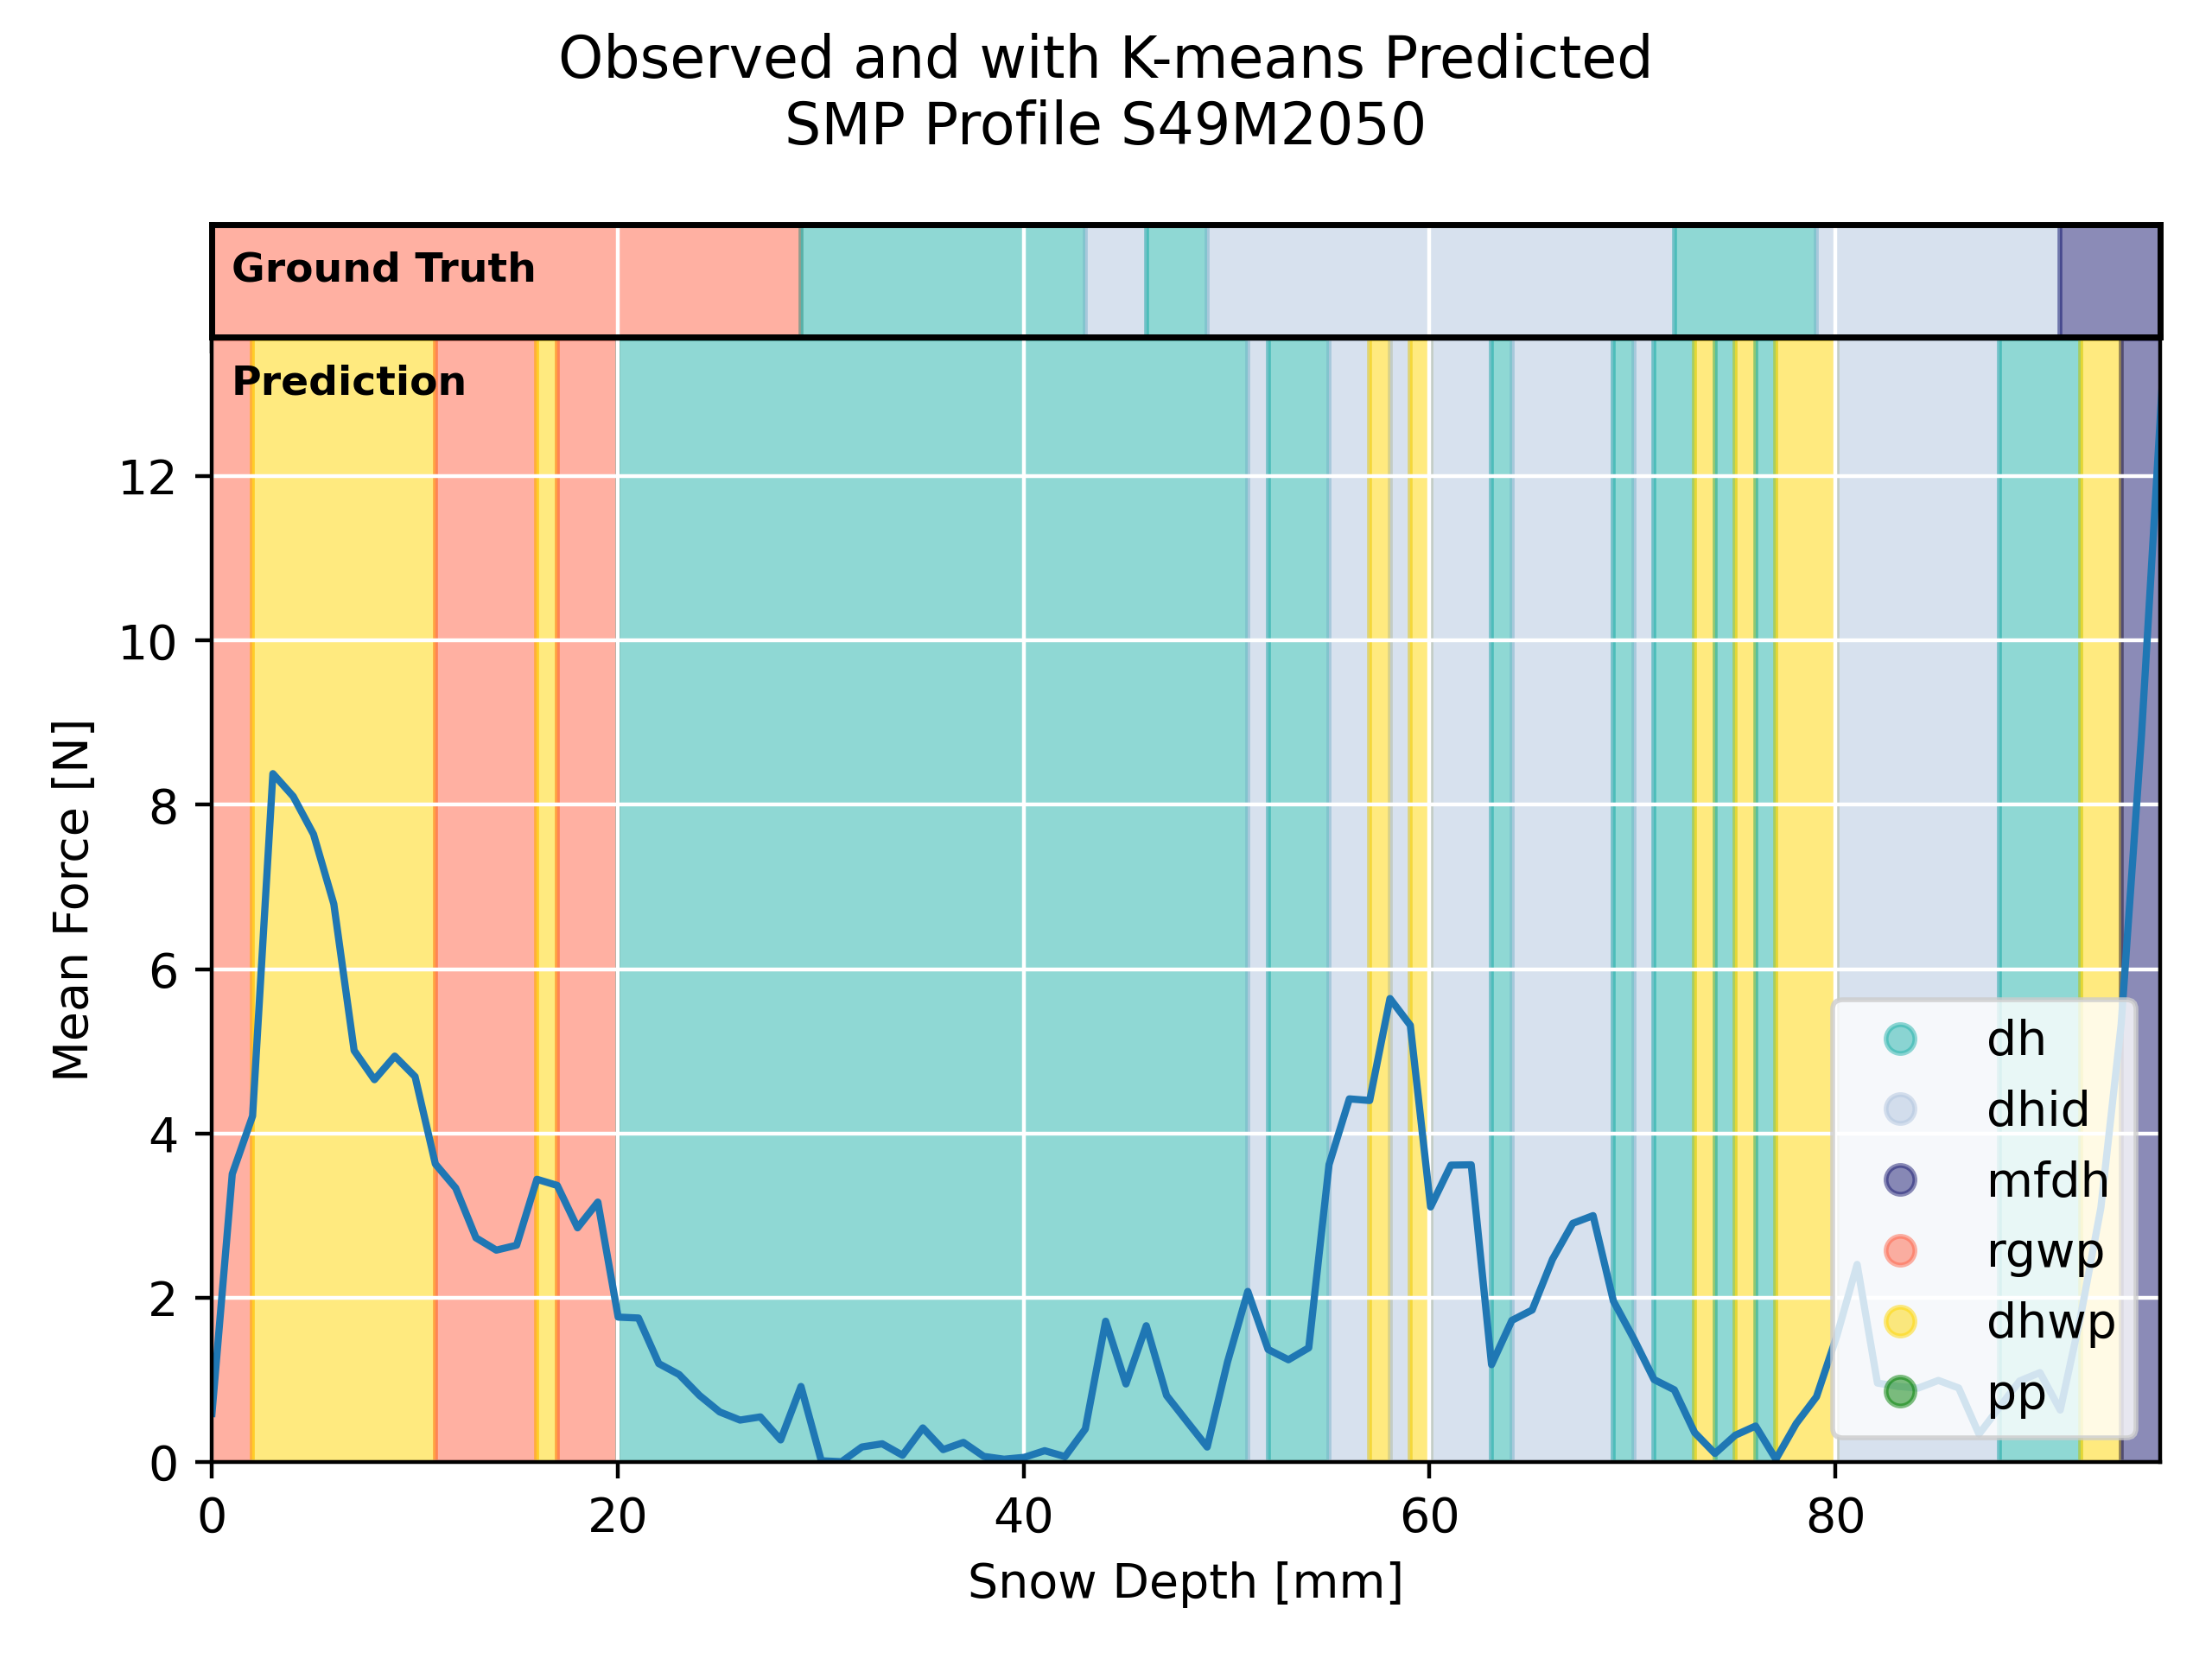 Observed and with K-means Predicted
SMP Profile S49M2050
Ground Truth
Prediction
12
10
8
6
4
2
0
Mean Force [N]
dh
dhid
mfdh
rgwp
dhwp
pp
0 20 40 60 80
Snow Depth [mm]